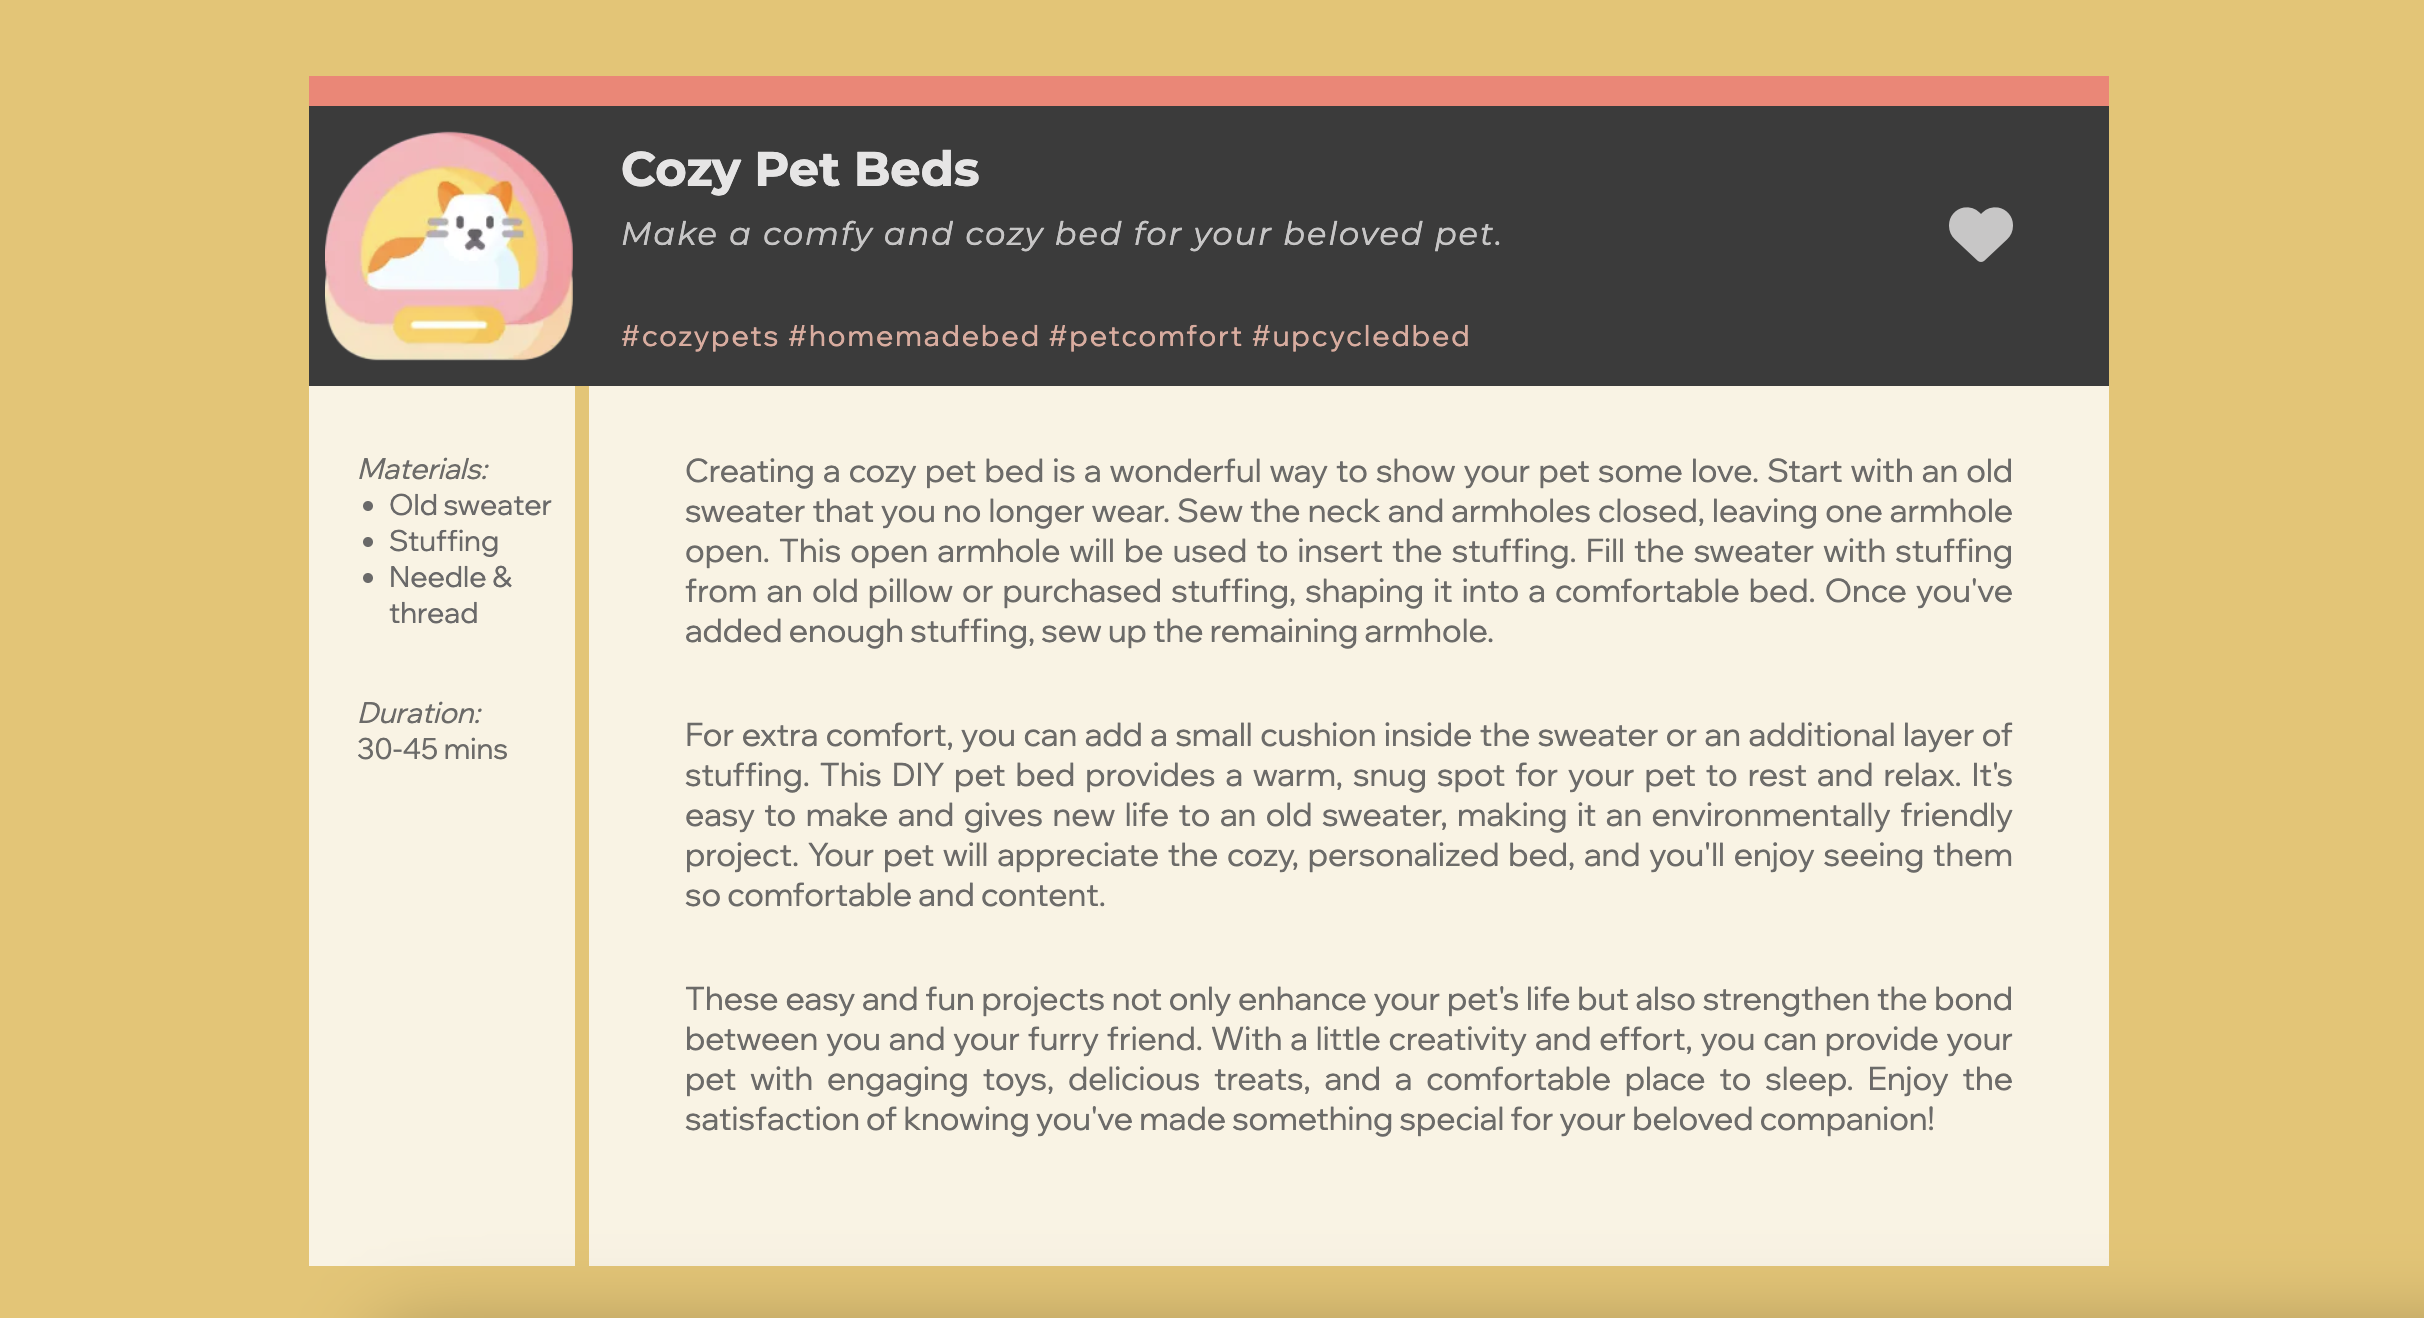 Cozy Pet Beds
Make a comfy and cozy bed for your beloved pet.
#cozypets #homemadebed #petcomfort #upcycledbed
Materials:
• Old sweater
• Stuffing
• Needle &
thread
Duration:
30-45 mins
Creating a cozy pet bed is a wonderful way to show your pet some love. Start with an old
sweater that you no longer wear. Sew the neck and armholes closed, leaving one armhole
open. This open armhole will be used to insert the stuffing. Fill the sweater with stuffing
from an old pillow or purchased stuffing, shaping it into a comfortable bed. Once you've
added enough stuffing, sew up the remaining armhole.
For extra comfort, you can add a small cushion inside the sweater or an additional layer of
stuffing. This DIY pet bed provides a warm, snug spot for your pet to rest and relax. It's
easy to make and gives new life to an old sweater, making it an environmentally friendly
project. Your pet will appreciate the cozy, personalized bed, and you'll enjoy seeing them
so comfortable and content.
These easy and fun projects not only enhance your pet's life but also strengthen the bond
between you and your furry friend. With a little creativity and effort, you can provide your
pet with engaging toys, delicious treats, and a comfortable place to sleep. Enjoy the
satisfaction of knowing you've made something special for your beloved companion!